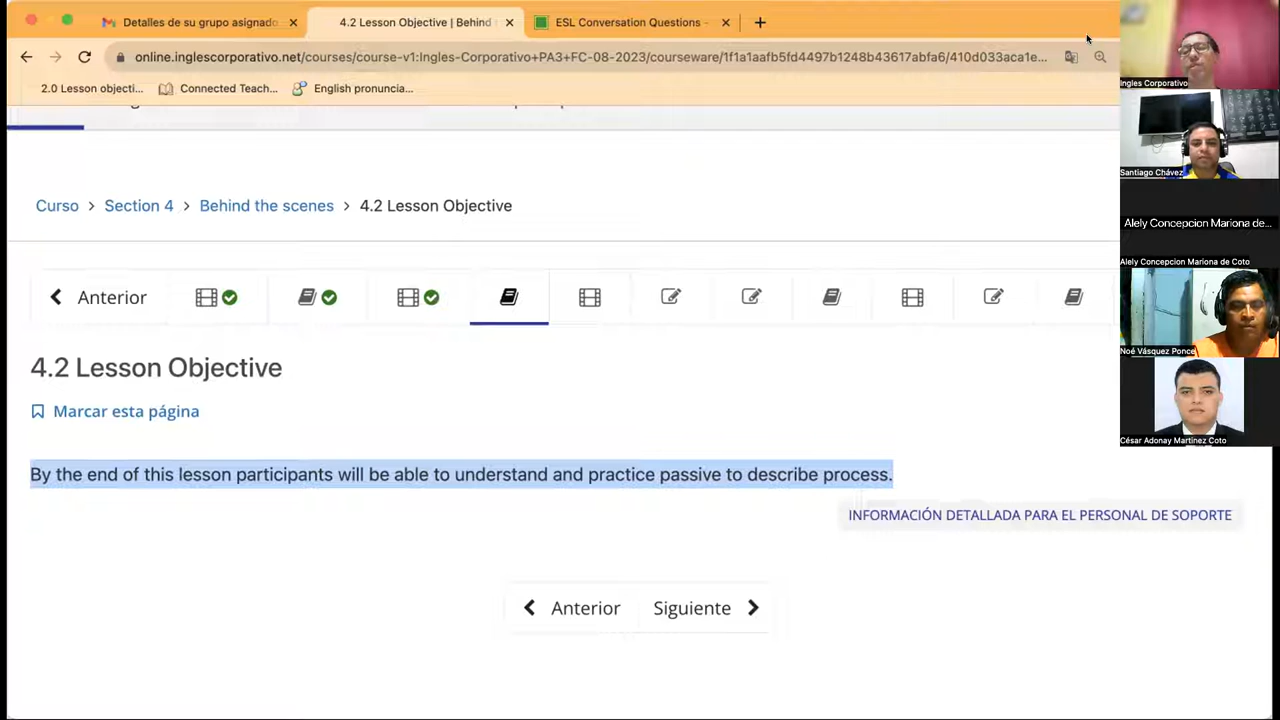 Detalles de su grupo asignado
4.2 Lesson Objective | Behind
ESL Conversation Questions -
online.inglescorporativo.net/courses/course-v1:Ingles-Corporativo+PA3+FC-08-2023/courseware/1f1a1aafb5fd4497b1248b43617abfa6/410d033aca1e...
2.0 Lesson objecti...
Connected Teach...
English pronuncia...
Curso > Section 4 > Behind the scenes > 4.2 Lesson Objective
Anterior
4.2 Lesson Objective
Marcar esta página
By the end of this lesson participants will be able to understand and practice passive to describe process.
INFORMACIÓN DETALLADA PARA EL PERSONAL DE SOPORTE
Anterior
Siguiente
Ingles Corporativo
Santiago Chávez
Alely Concepcion Mariona de...
Alely Concepcion Mariona de Coto
Noé Vásquez Ponce
César Adonay Martínez Coto